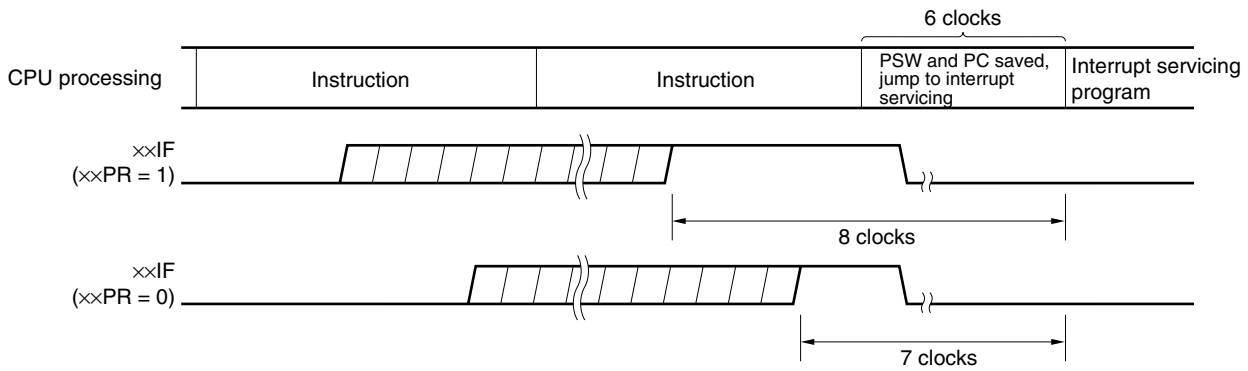 6 clocks
CPU processing
Instruction
Instruction
PSW and PC saved,
jump to interrupt
servicing
Interrupt servicing
program
××IF
(××PR = 1)
8 clocks
××IF
(××PR = 0)
7 clocks